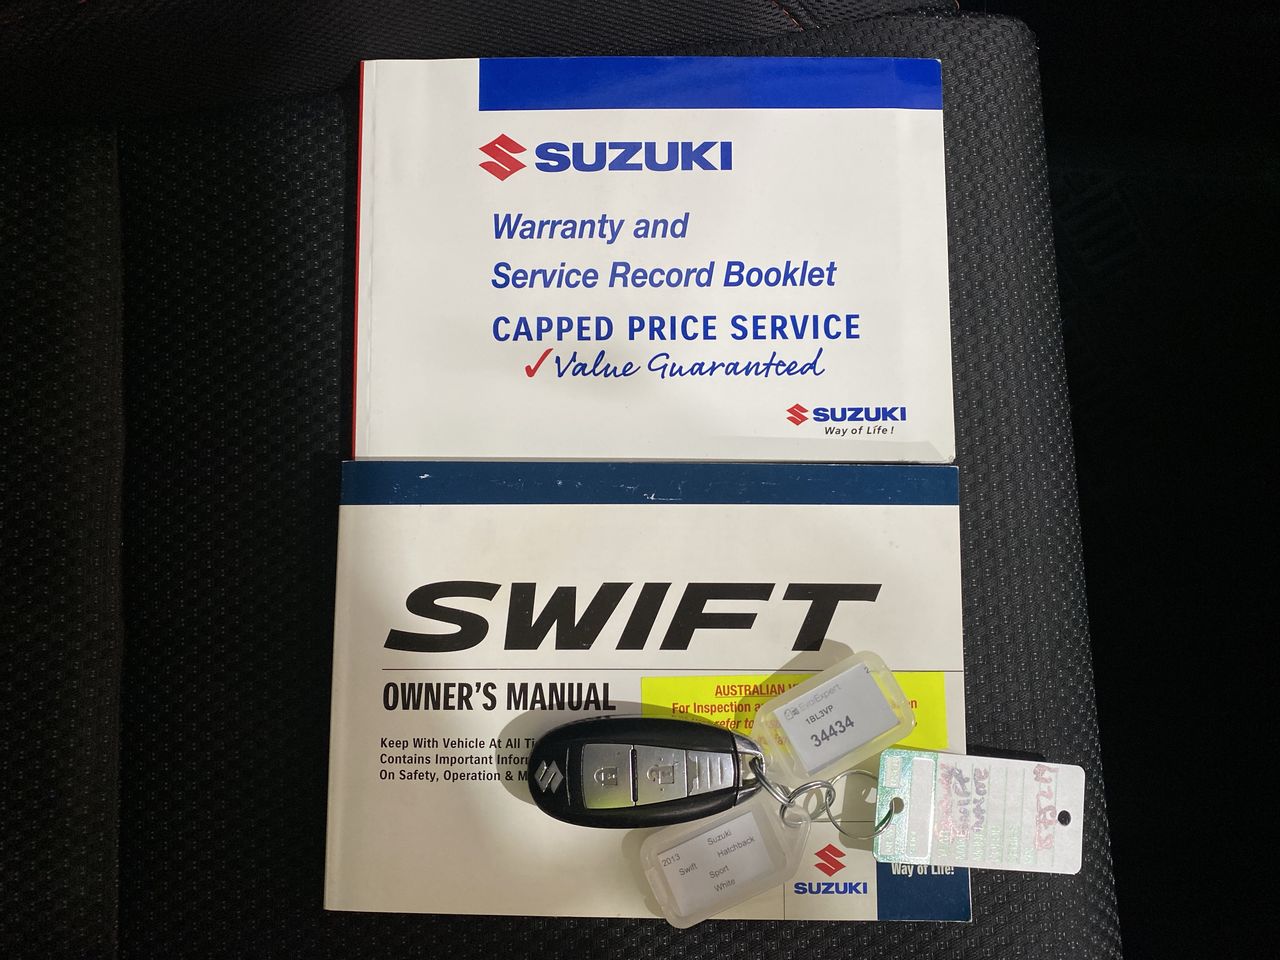 SUZUKI
Warranty and
Service Record Booklet
CAPPED PRICE SERVICE
Value Guaranteed
SUZUKI
Way of Life!
SWIFT
OWNER'S MANUAL
AUSTRALIAN
For Inspection
refer to
Keep With Vehicle At All
Contains Important
On Safety, Operation &
1BL3VP
34434
2013 Suzuki
Swift Hatchback
Sport
White
SUZUKI
Way of Life!